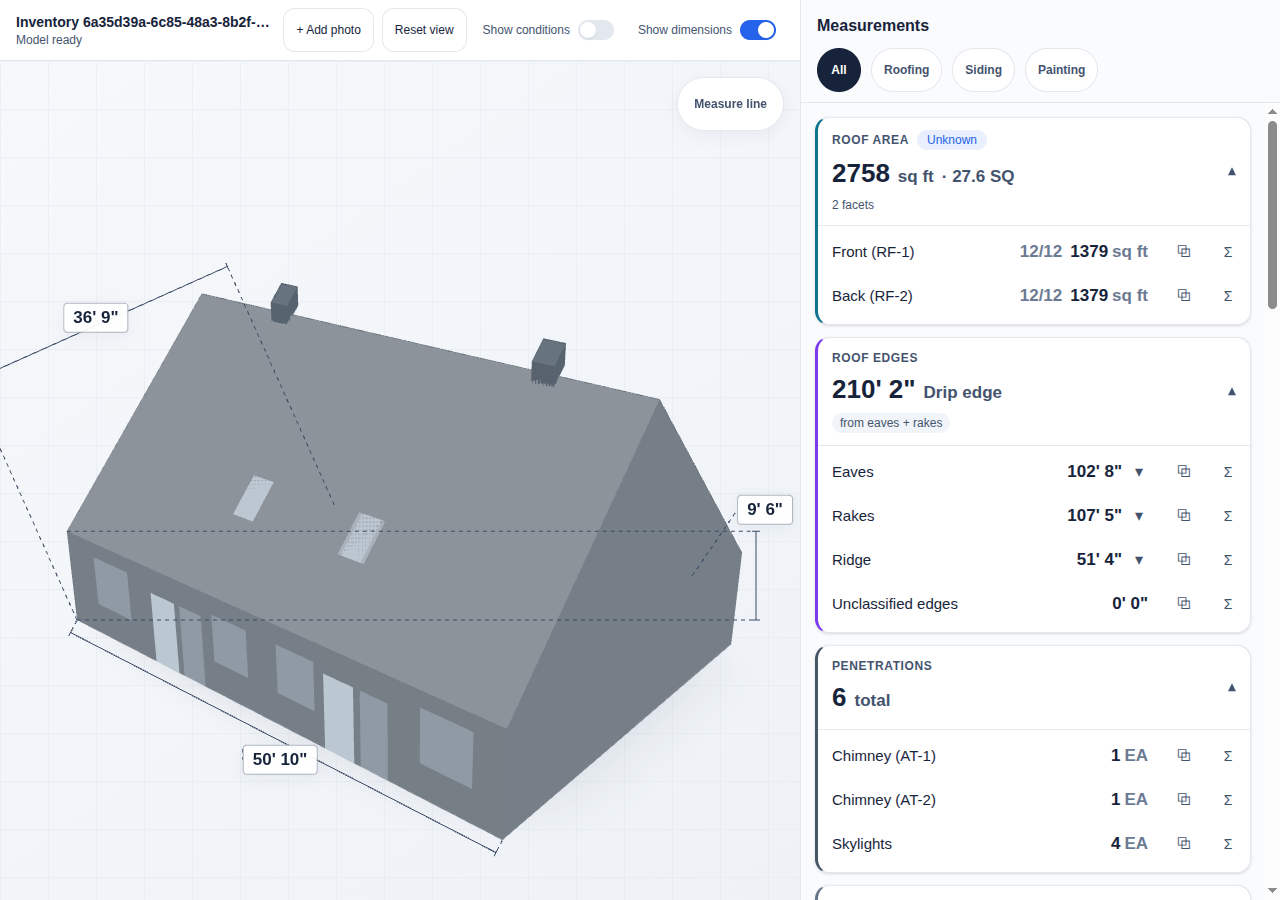 Inventory 6a35d39a-6c85-48a3-8b2f-…
Model ready
+ Add photo
Reset view
Show conditions
Show dimensions
Measure line
36' 9"
9' 6"
50' 10"
Measurements
All
Roofing
Siding
Painting
ROOF AREA Unknown
2758 sq ft · 27.6 SQ
▲
2 facets
Front (RF-1) 12/12 1379 sq ft Σ
Back (RF-2) 12/12 1379 sq ft Σ
ROOF EDGES
210' 2" Drip edge
▲
from eaves + rakes
Eaves 102' 8" ▼ Σ
Rakes 107' 5" ▼ Σ
Ridge 51' 4" ▼ Σ
Unclassified edges 0' 0" Σ
PENETRATIONS
6 total
▲
Chimney (AT-1) 1 EA Σ
Chimney (AT-2) 1 EA Σ
Skylights 4 EA Σ